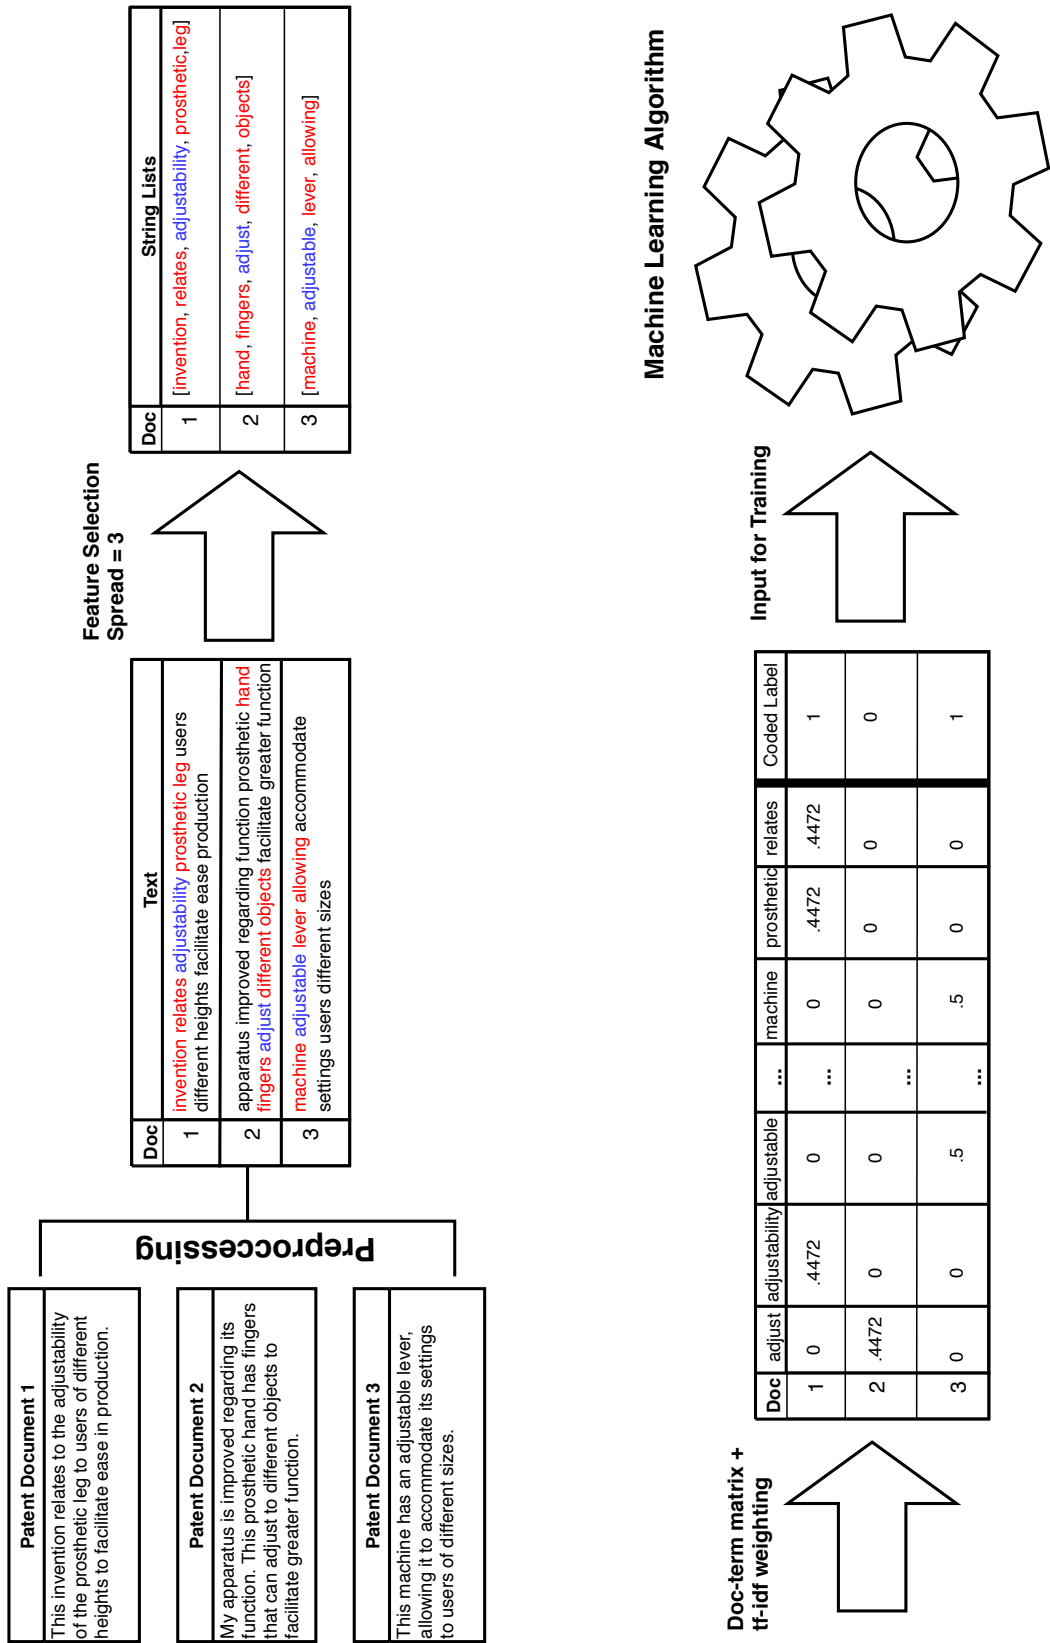 Patent Document 1
This invention relates to the adjustability
of the prosthetic leg to users of different
heights to facilitate ease in production.
Patent Document 2
My apparatus is improved regarding its
function. This prosthetic hand has fingers
that can adjust to different objects to
facilitate greater function.
Patent Document 3
This machine has an adjustable lever,
allowing it to accommodate its settings
to users of different sizes.
Preproccessing
Doc Text
1 invention relates adjustability prosthetic leg users
different heights facilitate ease production
2 apparatus improved regarding function prosthetic hand
fingers adjust different objects facilitate greater function
3 machine adjustable lever allowing accommodate
settings users different sizes
Feature Selection
Spread = 3
Doc String Lists
1 [invention, relates, adjustability, prosthetic,leg]
2 [hand, fingers, adjust, different, objects]
3 [machine, adjustable, lever, allowing]
Doc-term matrix +
tf-idf weighting
Doc adjust adjustability adjustable ... machine prosthetic relates Coded Label
1 0 .4472 0 ... 0 .4472 .4472 1
2 .4472 0 0 ... 0 0 0 0
3 0 0 .5 ... .5 0 0 1
Input for Training
Machine Learning Algorithm